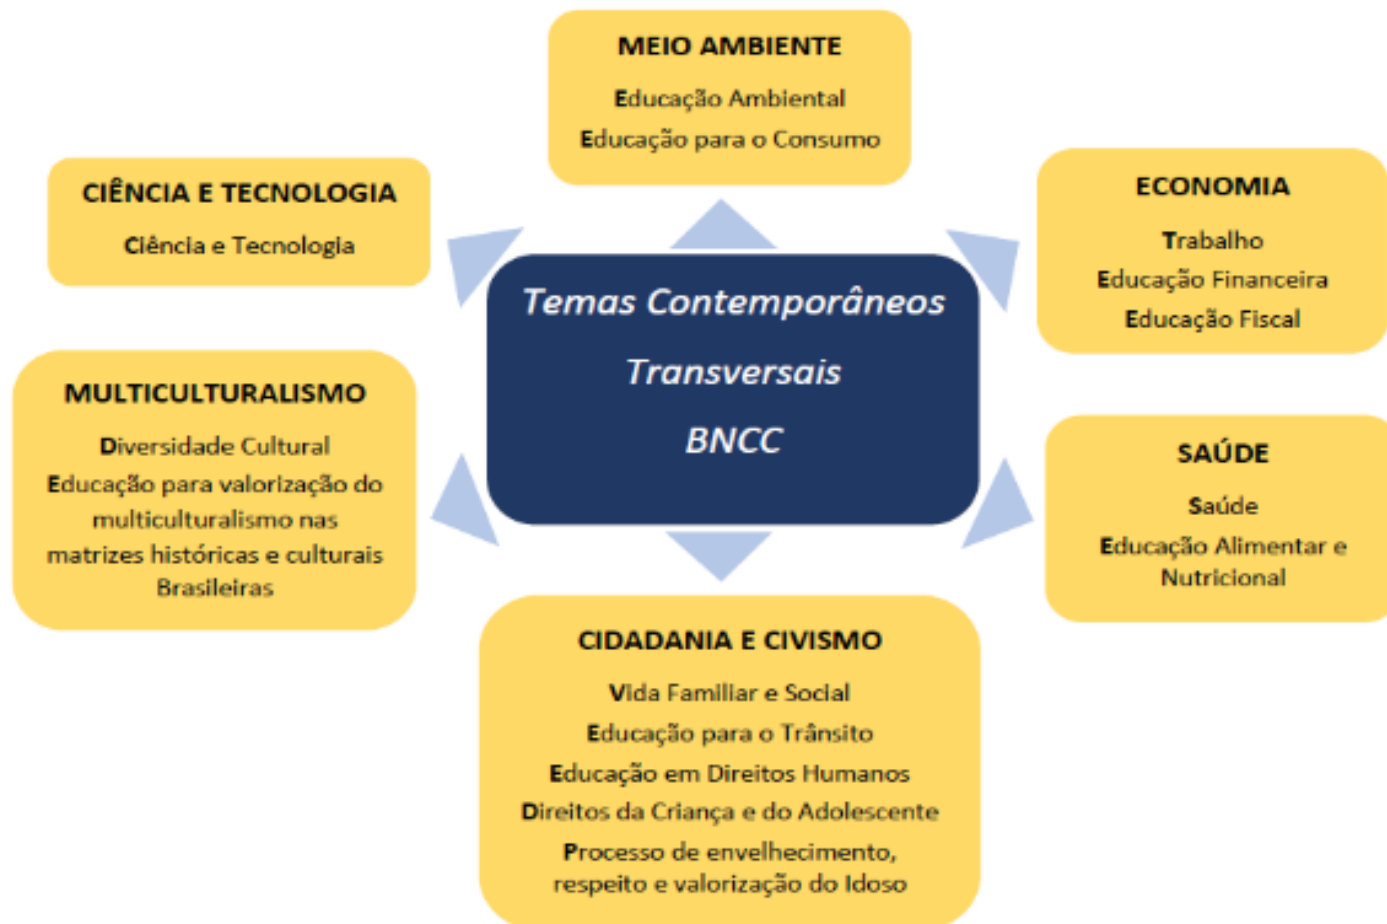 MEIO AMBIENTE
Educação Ambiental
Educação para o Consumo
CIÊNCIA E TECNOLOGIA
Ciência e Tecnologia
ECONOMIA
Trabalho
Educação Financeira
Educação Fiscal
Temas Contemporâneos
Transversais
BNCC
MULTICULTURALISMO
Diversidade Cultural
Educação para valorização do
multiculturalismo nas
matrizes históricas e culturais
Brasileiras
SAÚDE
Saúde
Educação Alimentar e
Nutricional
CIDADANIA E CIVISMO
Vida Familiar e Social
Educação para o Trânsito
Educação em Direitos Humanos
Direitos da Criança e do Adolescente
Processo de envelhecimento,
respeito e valorização do Idoso